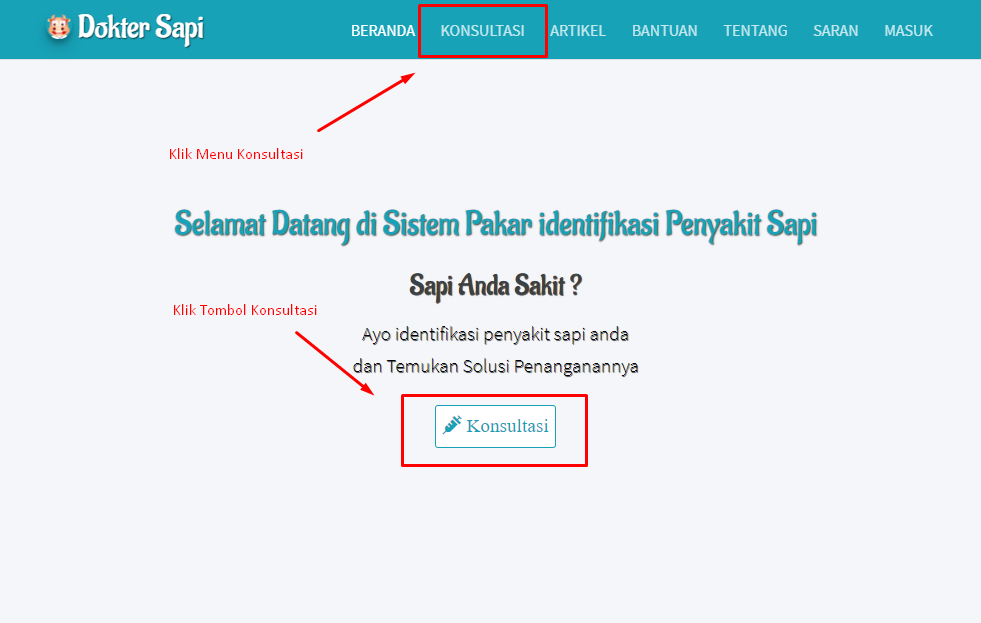 Dokter Sapi
BERANDA KONSULTASI ARTIKEL BANTUAN TENTANG SARAN MASUK
Klik Menu Konsultasi
Selamat Datang di Sistem Pakar identifikasi Penyakit Sapi
Sapi Anda Sakit ?
Klik Tombol Konsultasi
Ayo identifikasi penyakit sapi anda
dan Temukan Solusi Penanganannya
Konsultasi